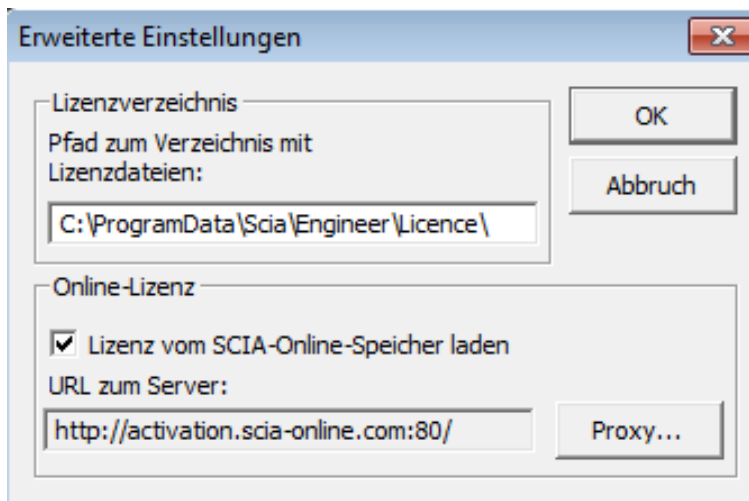 Erweiterte Einstellungen
Lizenzverzeichnis
Pfad zum Verzeichnis mit
Lizenzdateien:
C:\ProgramData\Scia\Engineer\Licence\
OK
Abbruch
Online-Lizenz
Lizenz vom SCIA-Online-Speicher laden
URL zum Server:
http://activation.scia-online.com:80/
Proxy...